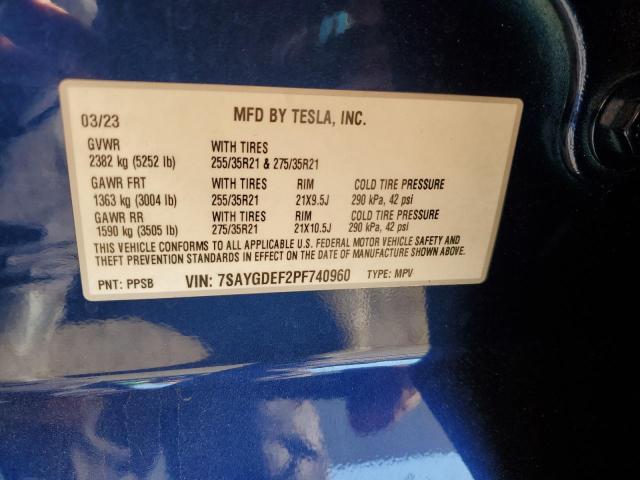 03/23 MFD BY TESLA, INC.
GVWR WITH TIRES
2382 kg (5252 lb) 255/35R21 & 275/35R21
GAWR FRT WITH TIRES RIM COLD TIRE PRESSURE
1363 kg (3004 lb) 255/35R21 21X9.5J 290 kPa, 42 psi
GAWR RR WITH TIRES RIM COLD TIRE PRESSURE
1590 kg (3505 lb) 275/35R21 21X10.5J 290 kPa, 42 psi
THIS VEHICLE CONFORMS TO ALL APPLICABLE U.S. FEDERAL MOTOR VEHICLE SAFETY AND
THEFT PREVENTION STANDARDS IN EFFECT ON THE DATE OF MANUFACTURE SHOWN ABOVE.
PNT: PPSB VIN: 7SAYGDEF2PF740960 TYPE: MPV